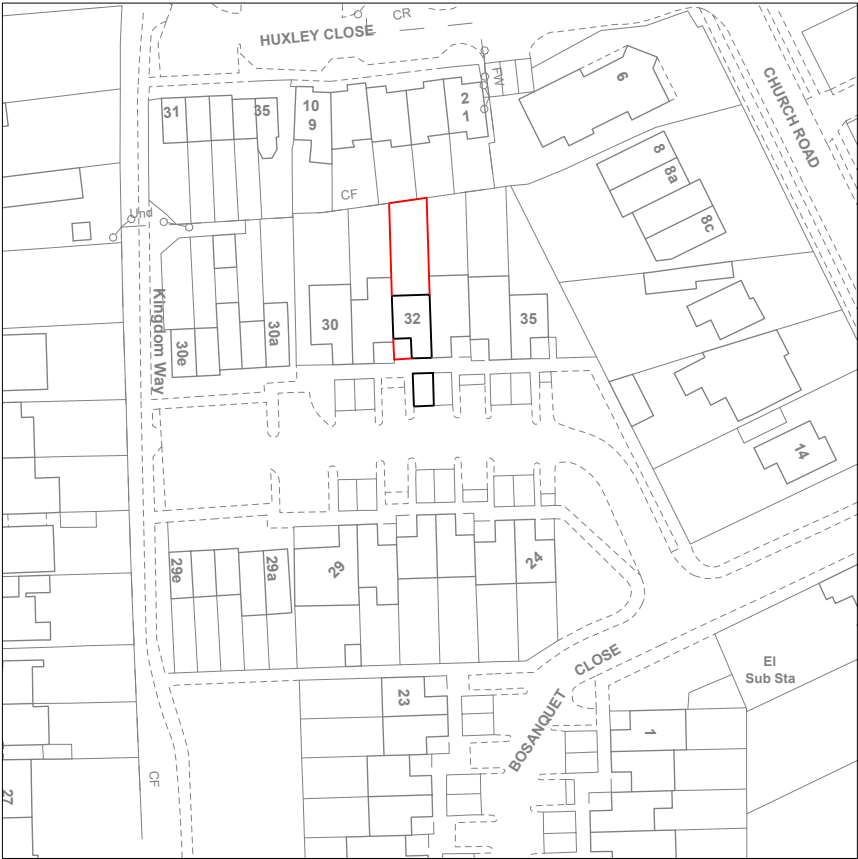 CR
HUXLEY CLOSE
FW
CHURCH ROAD
31
35
10
9
2
1
6
8
8a
8c
CF
Und
Kingdom Way
30e
30a
30
32
35
14
29e
29a
29
24
CLOSE
BOSANQUET
El
Sub Sta
23
1
CF
27